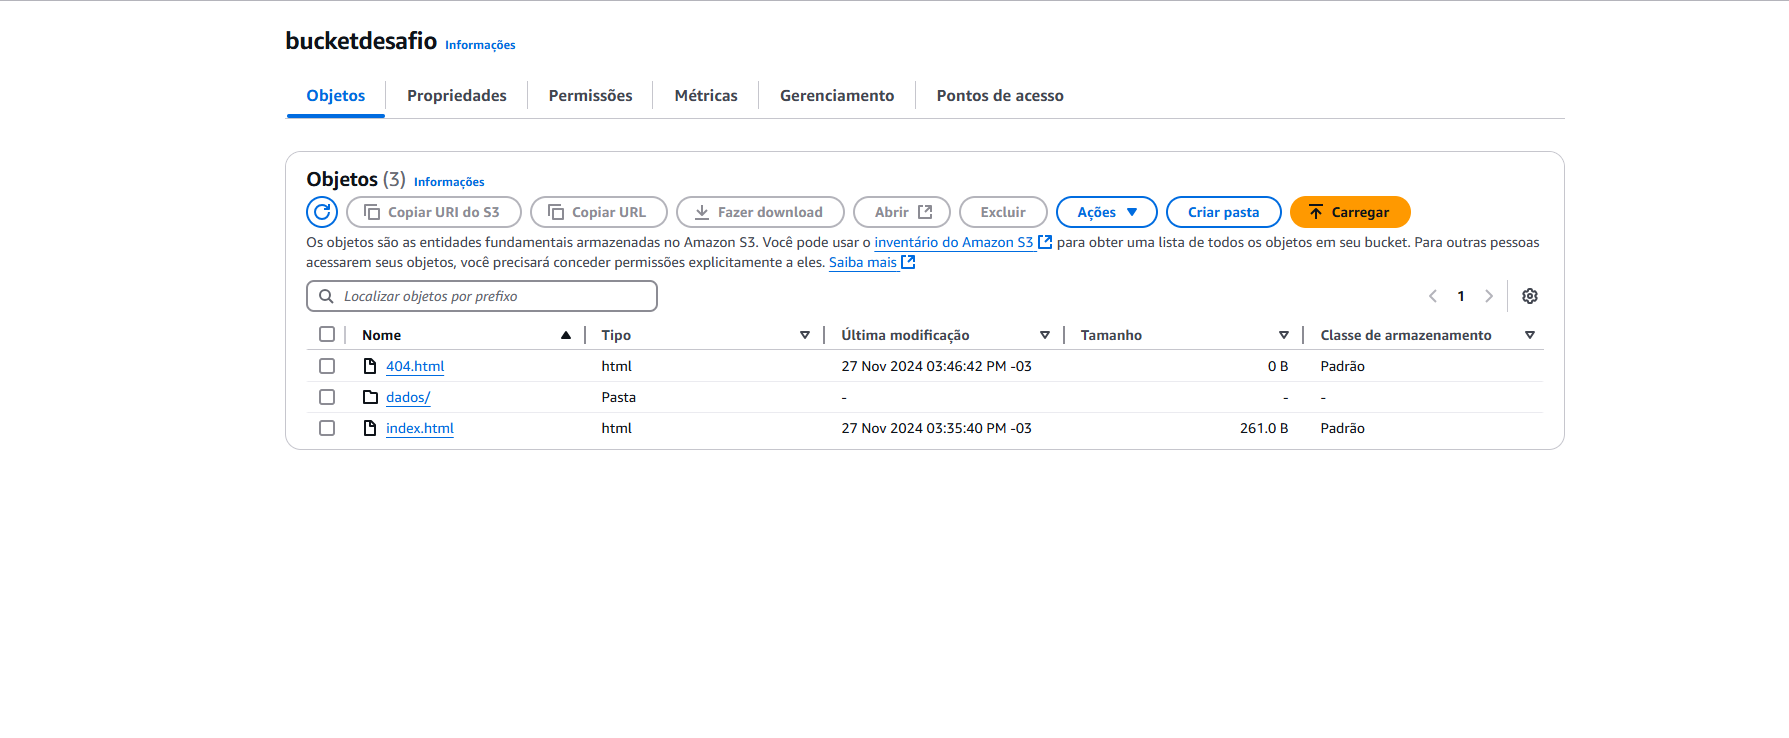 bucketdesafio Informações
Objetos Propriedades Permissões Métricas Gerenciamento Pontos de acesso
Objetos (3) Informações
Copiar URI do S3 Copiar URL Fazer download Abrir Excluir Ações Criar pasta Carregar
Os objetos são as entidades fundamentais armazenadas no Amazon S3. Você pode usar o inventário do Amazon S3 para obter uma lista de todos os objetos em seu bucket. Para outras pessoas
acessarem seus objetos, você precisará conceder permissões explicitamente a eles. Saiba mais
Localizar objetos por prefixo 1
Nome Tipo Última modificação Tamanho Classe de armazenamento
404.html html 27 Nov 2024 03:46:42 PM -03 0 B Padrão
dados/ Pasta - - -
index.html html 27 Nov 2024 03:35:40 PM -03 261.0 B Padrão